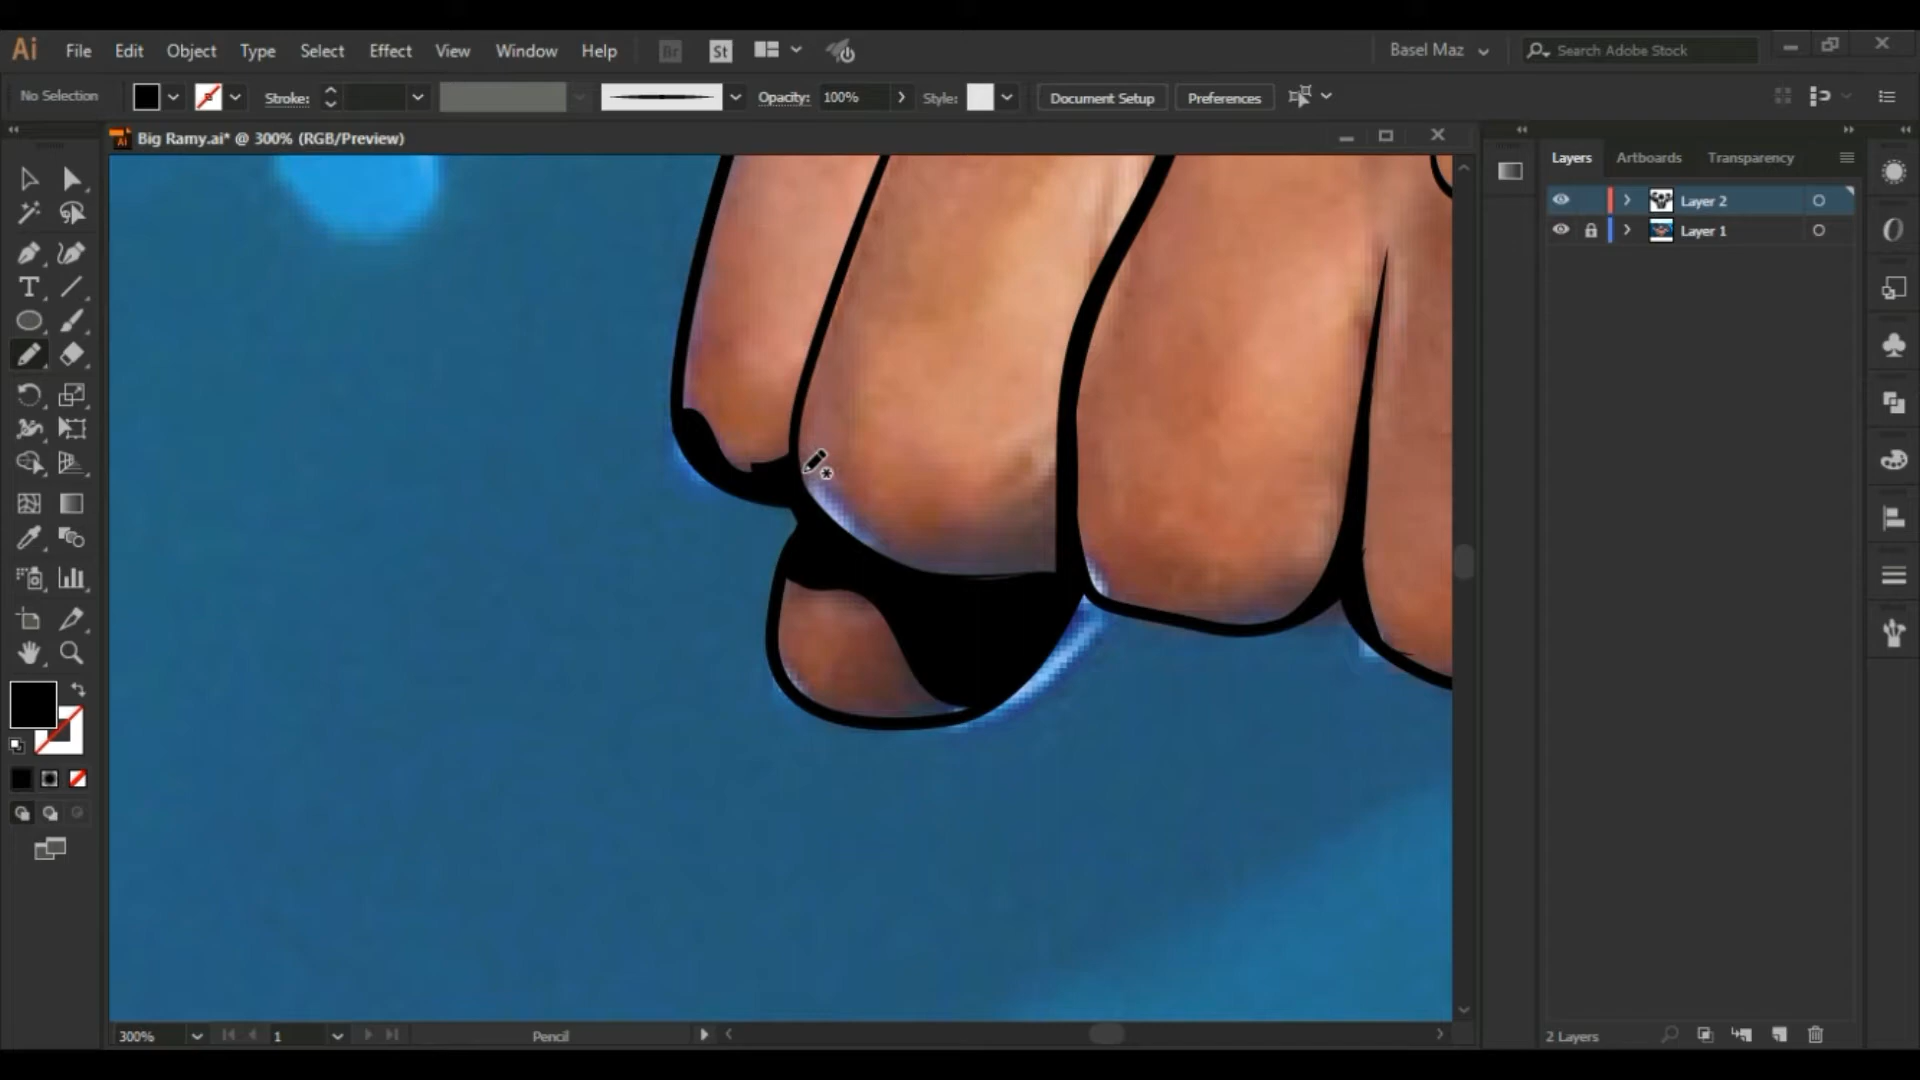 Ai File Edit Object Type Select Effect View Window Help Br St Basel Maz Search Adobe Stock
No Selection Stroke: Opacity: 100% Style: Document Setup Preferences
Big Ramy.ai* @ 300% (RGB/Preview)
Layers Artboards Transparency
Layer 2
Layer 1
300% 1 Pencil 2 Layers